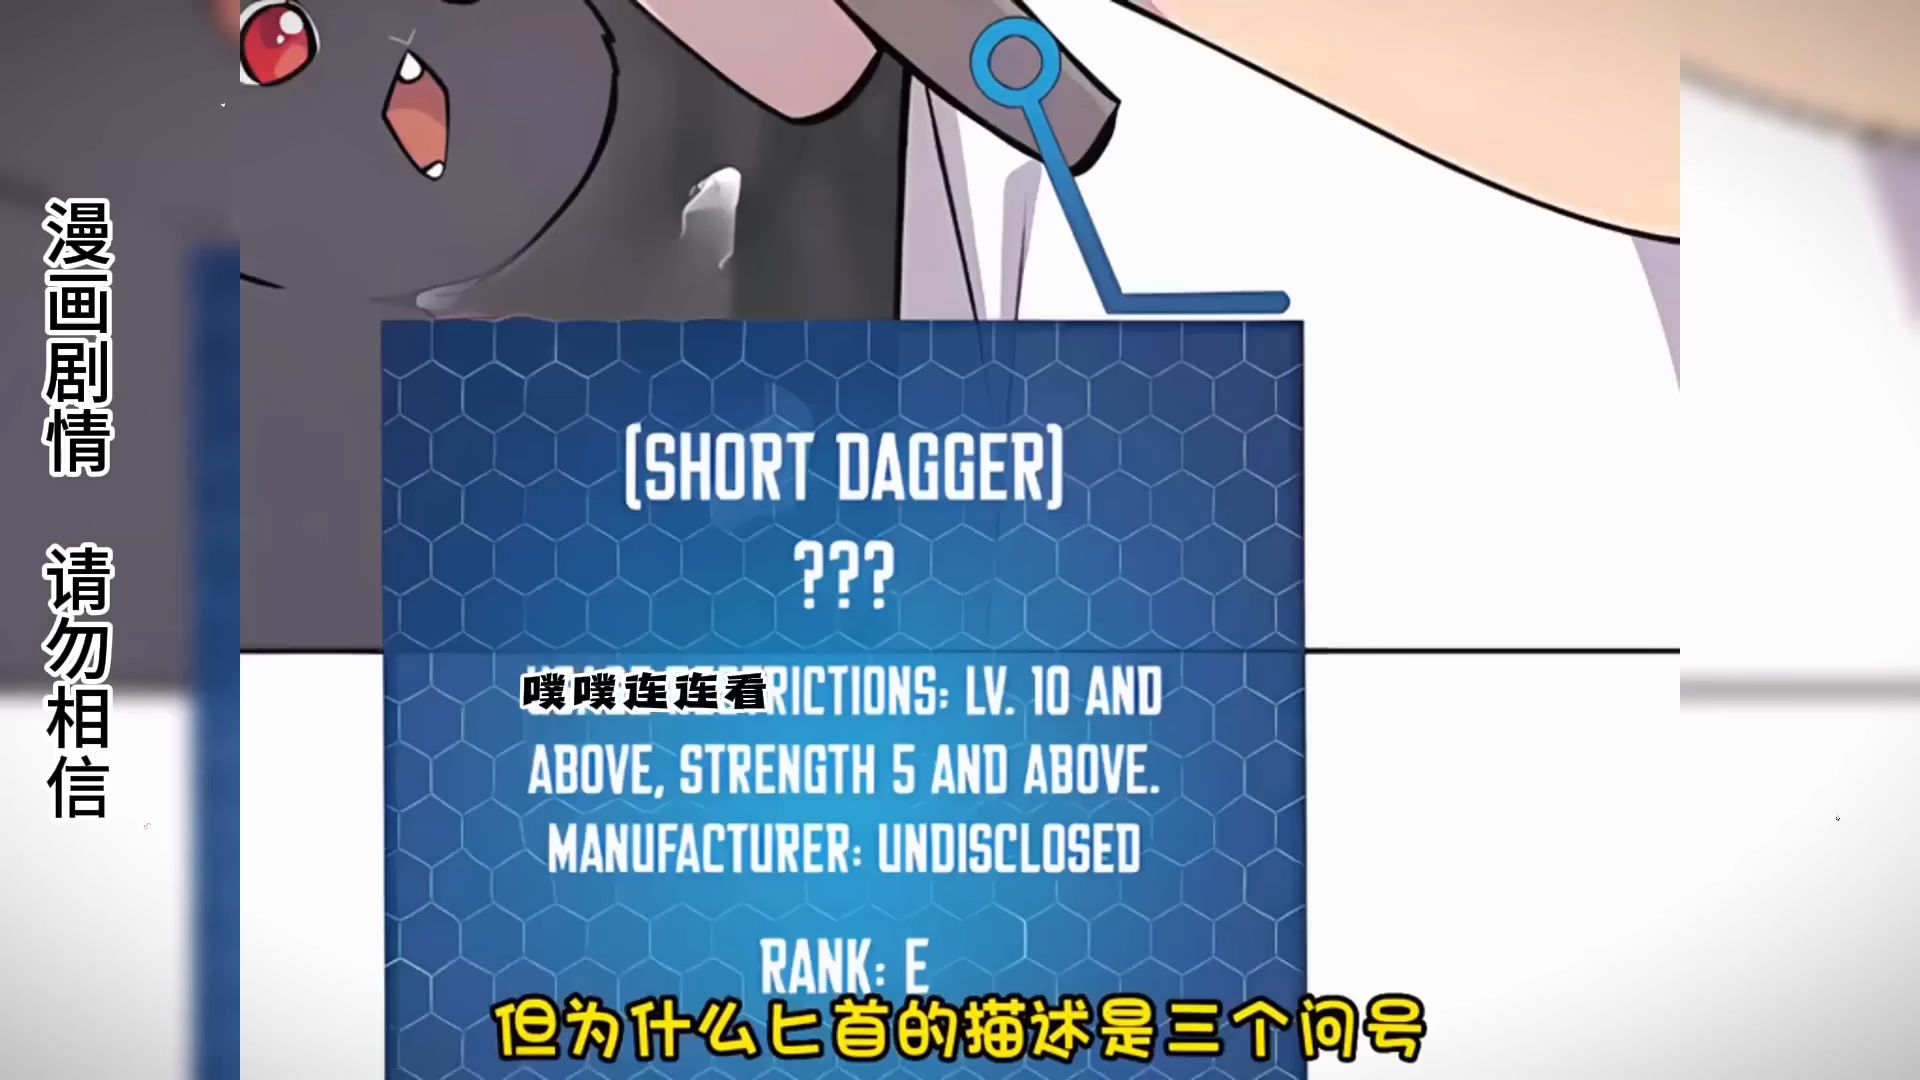 漫画剧情 请勿相信
[SHORT DAGGER]
???
噗噗连连看
RICTIONS: LV. 10 AND
ABOVE, STRENGTH 5 AND ABOVE.
MANUFACTURER: UNDISCLOSED
RANK: E
但为什么匕首的描述是三个问号